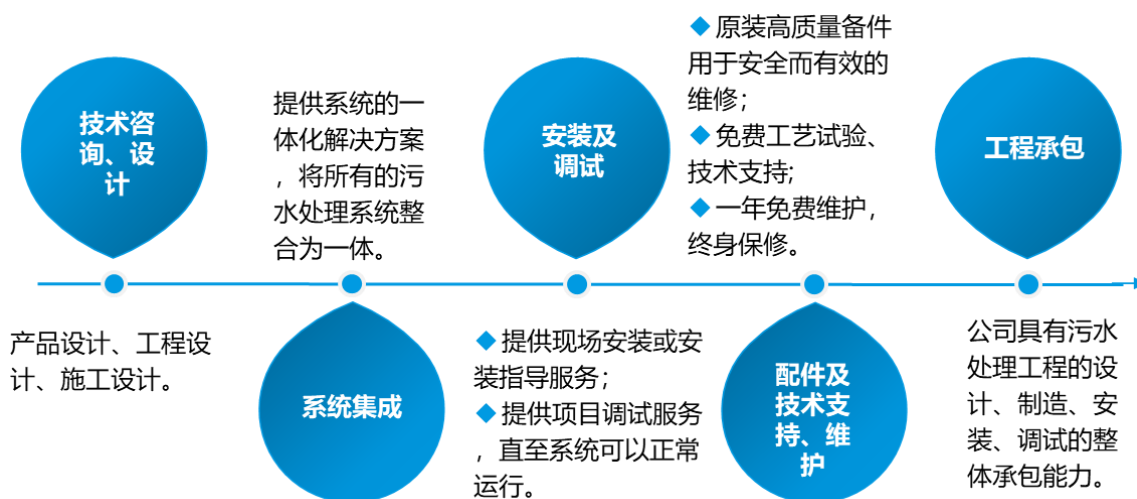 技术咨
询、设
计
产品设计、工程设
计、施工设计。
提供系统的一
体化解决方案
，将所有的污
水处理系统整
合为一体。
系统集成
安装及
调试
◆提供现场安装或安
装指导服务；
◆提供项目调试服务
，直至系统可以正常
运行。
◆原装高质量备件
用于安全而有效的
维修；
◆免费工艺试验、
技术支持;
◆一年免费维护，
终身保修。
配件及
技术支
持、维
护
工程承包
公司具有污水
处理工程的设
计、制造、安
装、调试的整
体承包能力。